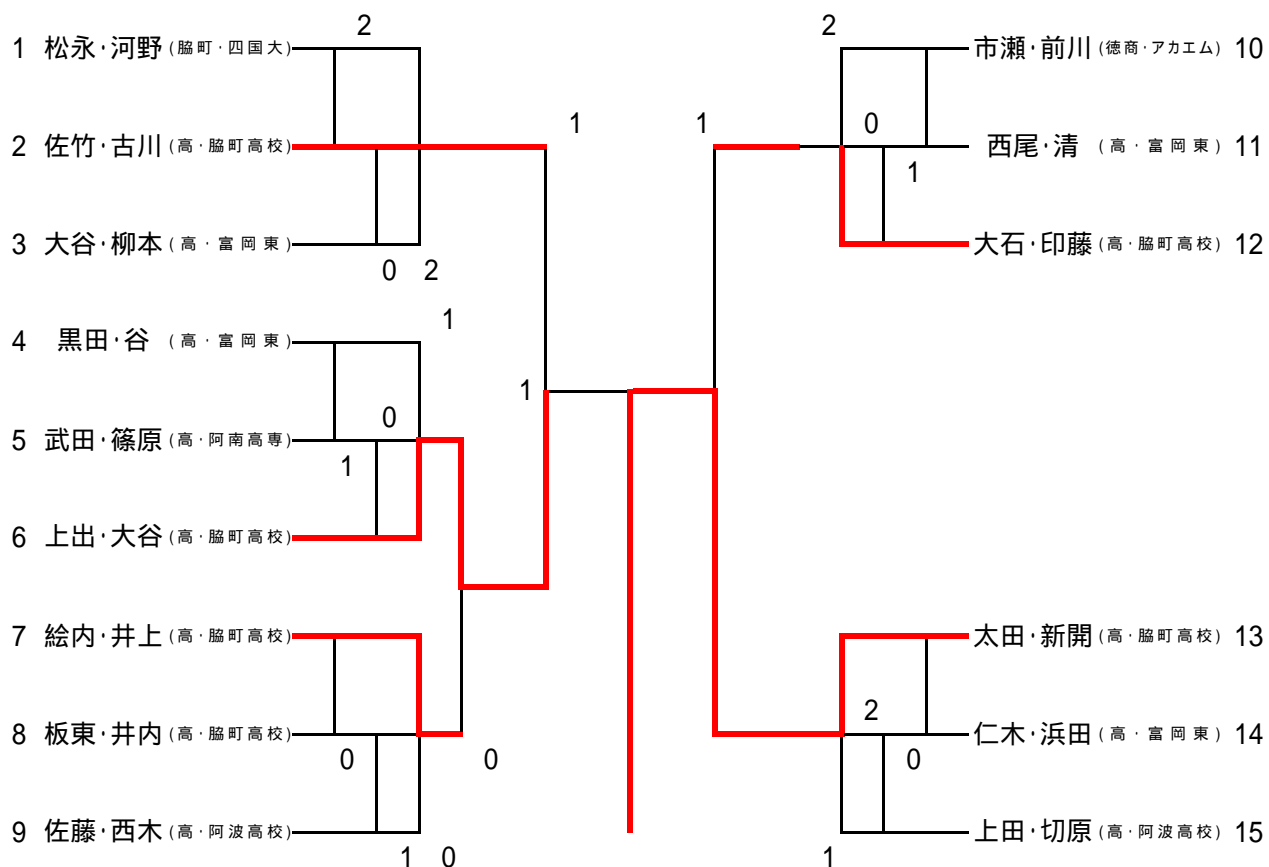 2
1 松永・河野 (脇町・四国大)
2 佐竹・古川 (高・脇町高校)
1
3 大谷・柳本 (高・富岡東)
0 2
1
4 黒田・谷 (高・富岡東)
1
0
5 武田・篠原 (高・阿南高専)
1
6 上出・大谷 (高・脇町高校)
7 絵内・井上 (高・脇町高校)
8 板東・井内 (高・脇町高校)
0 0
9 佐藤・西木 (高・阿波高校)
1 0
2
市瀬・前川 (徳商・アカエム) 10
1
0
西尾・清 (高・富岡東) 11
1
大石・印藤 (高・脇町高校) 12
太田・新開 (高・脇町高校) 13
2
仁木・浜田 (高・富岡東) 14
0
上田・切原 (高・阿波高校) 15
1